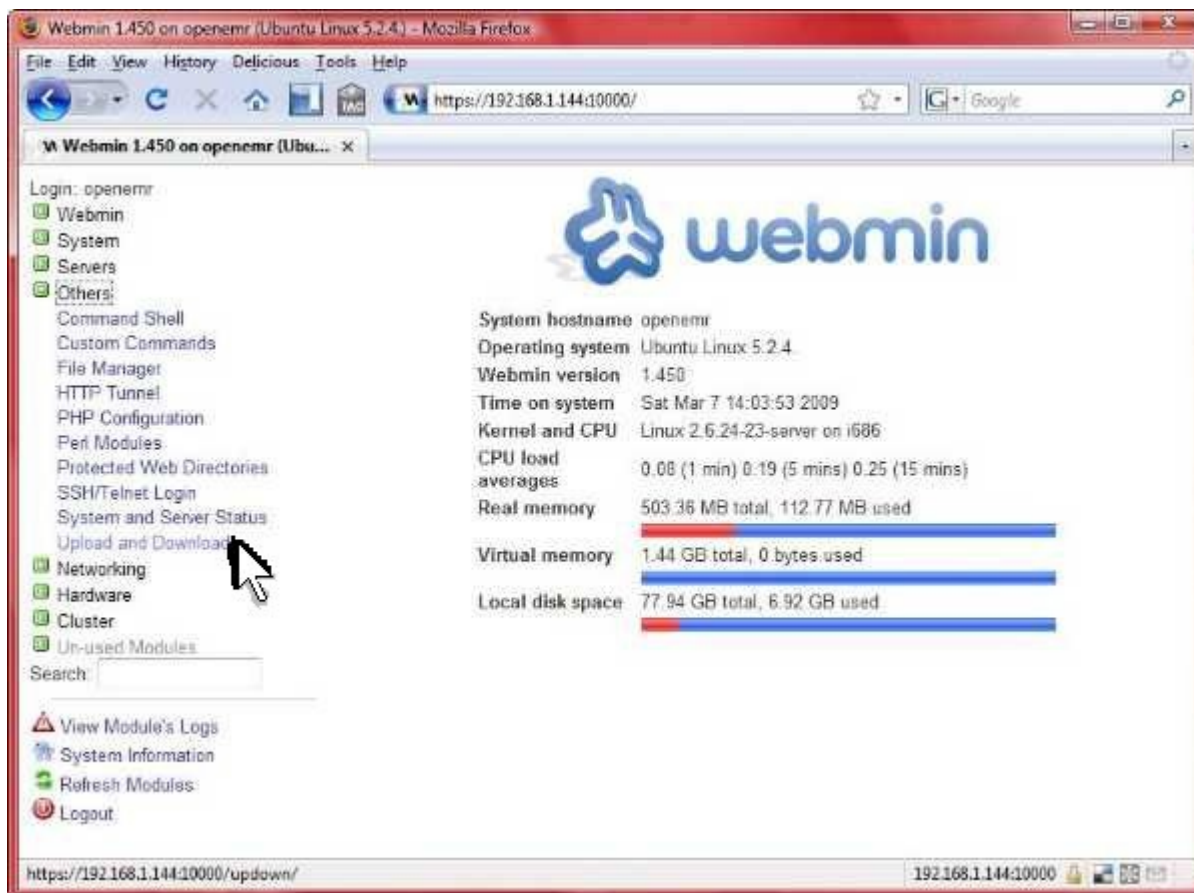 Webmin 1.450 on openemr (Ubuntu Linux 5.2.4) - Mozilla Firefox
File Edit View History Delicious Tools Help
https://192.168.1.144:10000/
Google
Webmin 1.450 on openemr (Ubu...
Login: openemr
Webmin
System
Servers
Others
Command Shell
Custom Commands
File Manager
HTTP Tunnel
PHP Configuration
Perl Modules
Protected Web Directories
SSH/Telnet Login
System and Server Status
Upload and Download
Networking
Hardware
Cluster
Un-used Modules
Search:
View Module's Logs
System Information
Refresh Modules
Logout
webmin
System hostname openemr
Operating system Ubuntu Linux 5.2.4
Webmin version 1.450
Time on system Sat Mar 7 14:03:53 2009
Kernel and CPU Linux 2.6.24-23-server on i686
CPU load averages 0.08 (1 min) 0.19 (5 mins) 0.25 (15 mins)
Real memory 503.36 MB total, 112.77 MB used
Virtual memory 1.44 GB total, 0 bytes used
Local disk space 77.94 GB total, 6.92 GB used
https://192.168.1.144:10000/updown/
192.168.1.144:10000